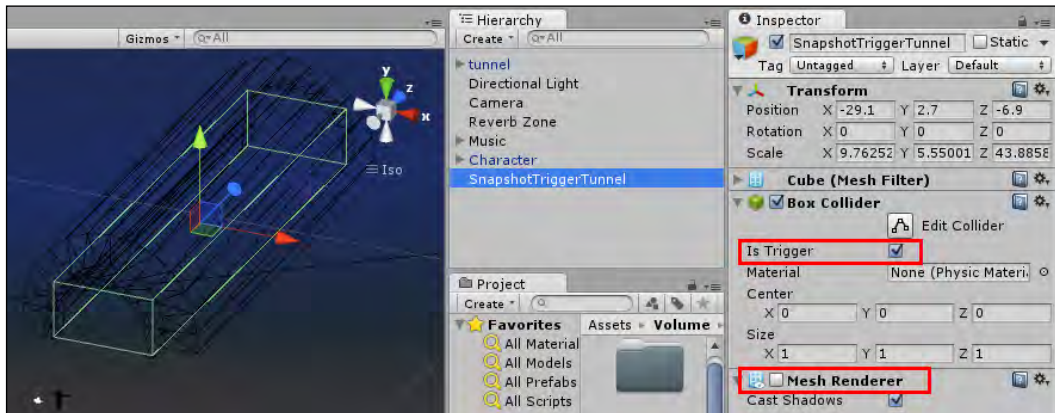 Gizmos
All
y
z
x
Iso
Hierarchy
Create
All
tunnel
Directional Light
Camera
Reverb Zone
Music
Character
SnapshotTriggerTunnel
Project
Create
Favorites
All Material
All Models
All Prefabs
All Scripts
Assets Volume
Inspector
SnapshotTriggerTunnel Static
Tag Untagged Layer Default
Transform
Position X -29.1 Y 2.7 Z -6.9
Rotation X 0 Y 0 Z 0
Scale X 9.76252 Y 5.55001 Z 43.8858
Cube (Mesh Filter)
Box Collider
Edit Collider
Is Trigger
Material None (Physic Materi
Center
X 0 Y 0 Z 0
Size
X 1 Y 1 Z 1
Mesh Renderer
Cast Shadows